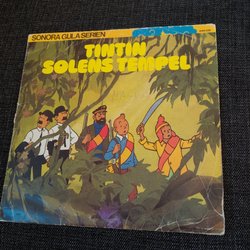 SONORA GULA SERIEN
TINTIN
SOLENS TEMPEL